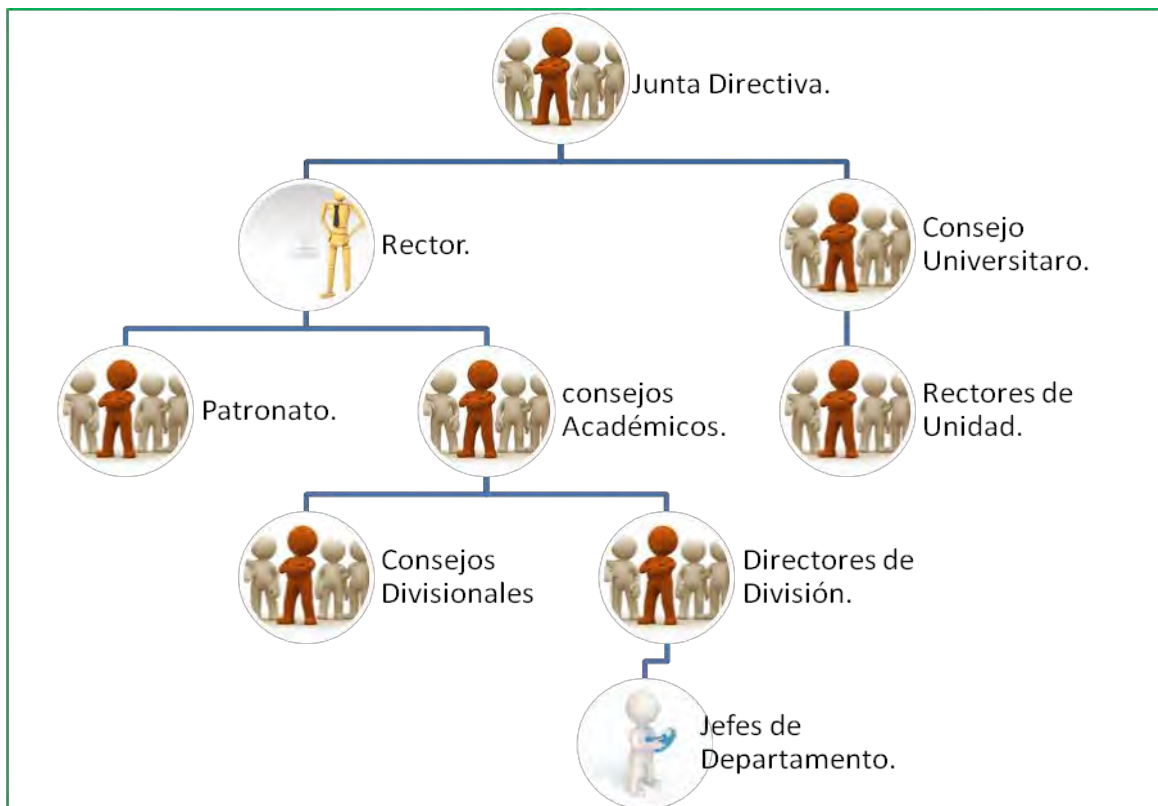 Junta Directiva.
Rector.
Consejo
Universitaro.
Patronato.
consejos
Académicos.
Rectores de
Unidad.
Consejos
Divisionales
Directores de
División.
Jefes de
Departamento.